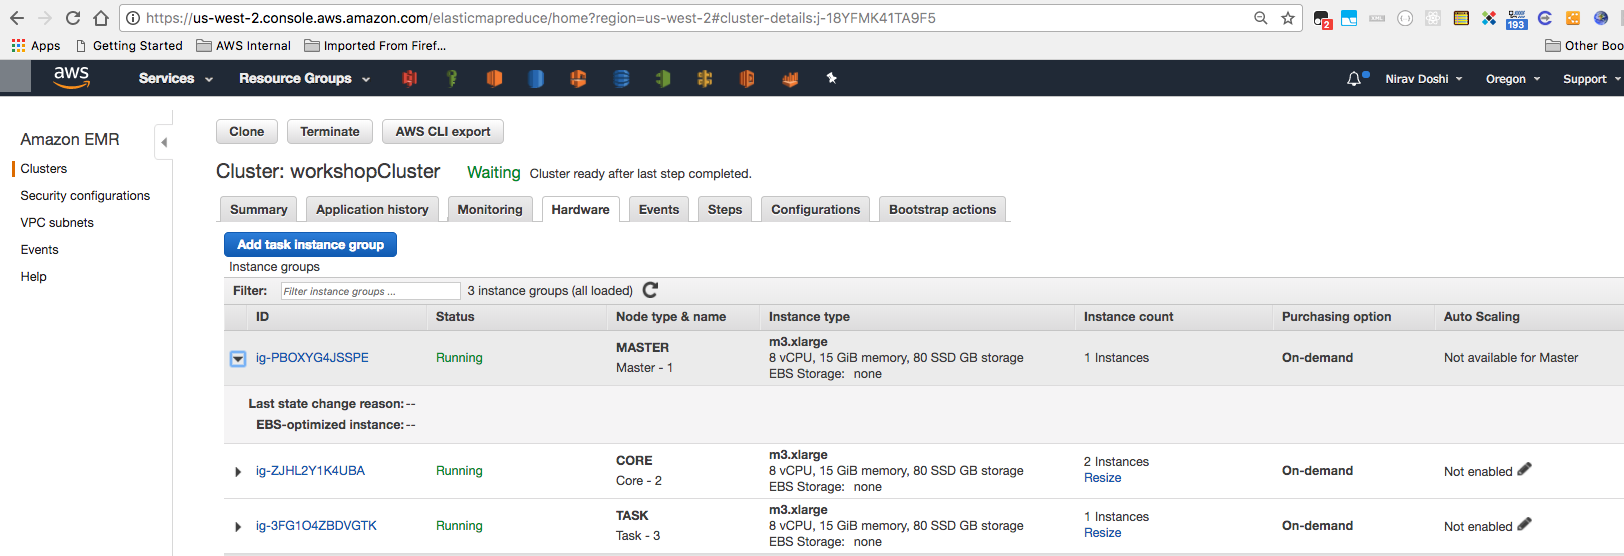 https://us-west-2.console.aws.amazon.com/elasticmapreduce/home?region=us-west-2#cluster-details:j-18YFMK41TA9F5
2
193
Apps Getting Started AWS Internal Imported From Firef... Other Boo
aws Services Resource Groups Nirav Doshi Oregon Support
Amazon EMR
Clusters
Security configurations
VPC subnets
Events
Help
Clone Terminate AWS CLI export
Cluster: workshopCluster Waiting Cluster ready after last step completed.
Summary Application history Monitoring Hardware Events Steps Configurations Bootstrap actions
Add task instance group
Instance groups
Filter: Filter instance groups ... 3 instance groups (all loaded)
ID Status Node type & name Instance type Instance count Purchasing option Auto Scaling
ig-PBOXYG4JSSPE Running MASTER m3.xlarge 1 Instances On-demand Not available for Master
Master - 1 8 vCPU, 15 GiB memory, 80 SSD GB storage
EBS Storage: none
Last state change reason: --
EBS-optimized instance: --
ig-ZJHL2Y1K4UBA Running CORE m3.xlarge 2 Instances On-demand Not enabled
Core - 2 8 vCPU, 15 GiB memory, 80 SSD GB storage Resize
EBS Storage: none
ig-3FG1O4ZBDVGTK Running TASK m3.xlarge 1 Instances On-demand Not enabled
Task - 3 8 vCPU, 15 GiB memory, 80 SSD GB storage Resize
EBS Storage: none